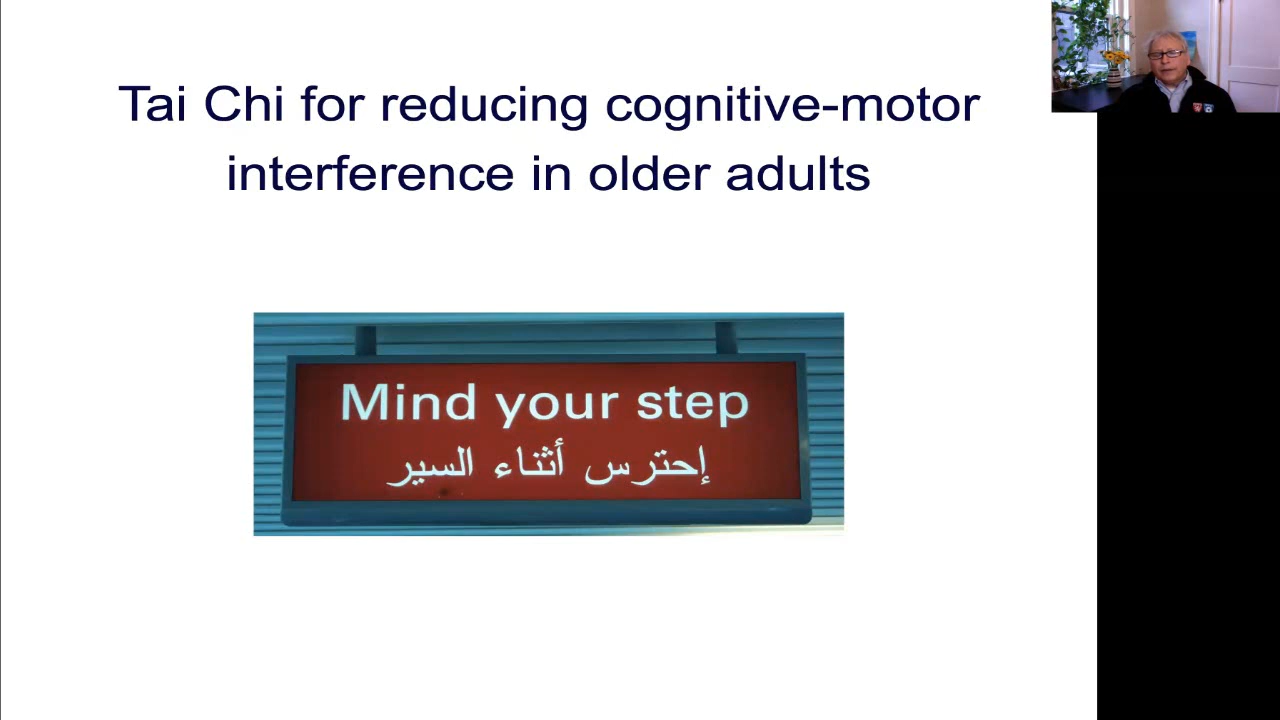 Tai Chi for reducing cognitive-motor
interference in older adults
Mind your step
إحترس أثناء السير